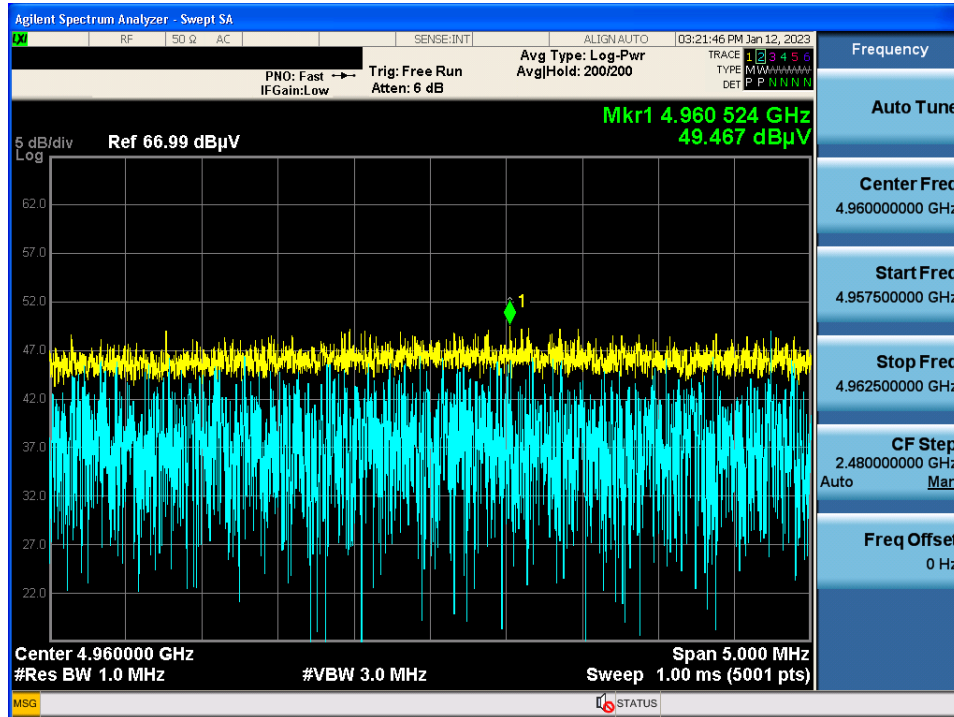 Agilent Spectrum Analyzer - Swept SA
LXI RF 50 Ω AC SENSE:INT ALIGN AUTO 03:21:46 PM Jan 12, 2023
Frequency
PNO: Fast Trig: Free Run Avg Type: Log-Pwr TRACE 1 2 3 4 5 6
IFGain:Low Atten: 6 dB Avg|Hold: 200/200 TYPE M W W W W W
DET P P N N N N
Auto Tune
Mkr1 4.960 524 GHz
49.467 dBµV
5 dB/div Ref 66.99 dBµV
Log
62.0
57.0
52.0
47.0
42.0
37.0
32.0
27.0
22.0
1
Center Freq
4.960000000 GHz
Start Freq
4.957500000 GHz
Stop Freq
4.962500000 GHz
CF Step
2.480000000 GHz
Auto Man
Freq Offset
0 Hz
Center 4.960000 GHz Span 5.000 MHz
#Res BW 1.0 MHz #VBW 3.0 MHz Sweep 1.00 ms (5001 pts)
MSG STATUS